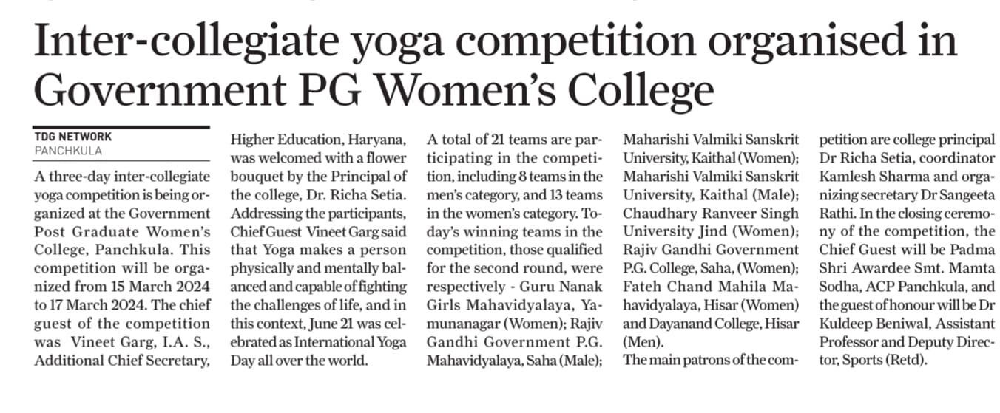 Inter-collegiate yoga competition organised in
Government PG Women's College
TDG NETWORK
PANCHKULA
A three-day inter-collegiate
yoga competition is being or-
ganized at the Government
Post Graduate Women's
College, Panchkula. This
competition will be orga-
nized from 15 March 2024
to 17 March 2024. The chief
guest of the competition
was Vineet Garg, I.A. S.,
Additional Chief Secretary,
Higher Education, Haryana,
was welcomed with a flower
bouquet by the Principal of
the college, Dr. Richa Setia.
Addressing the participants,
Chief Guest Vineet Garg said
that Yoga makes a person
physically and mentally bal-
anced and capable of fighting
the challenges of life, and in
this context, June 21 was cel-
ebrated as International Yoga
Day all over the world.
A total of 21 teams are par-
ticipating in the competi-
tion, including 8 teams in the
men's category, and 13 teams
in the women's category. To-
day's winning teams in the
competition, those qualified
for the second round, were
respectively - Guru Nanak
Girls Mahavidyalaya, Ya-
munanagar (Women); Rajiv
Gandhi Government P.G.
Mahavidyalaya, Saha (Male);
Maharishi Valmiki Sanskrit
University, Kaithal (Women);
Maharishi Valmiki Sanskrit
University, Kaithal (Male);
Chaudhary Ranveer Singh
University Jind (Women);
Rajiv Gandhi Government
P.G. College, Saha, (Women);
Fateh Chand Mahila Ma-
havidyalaya, Hisar (Women)
and Dayanand College, Hisar
(Men).
The main patrons of the com-
petition are college principal
Dr Richa Setia, coordinator
Kamlesh Sharma and orga-
nizing secretary Dr Sangeeta
Rathi. In the closing ceremo-
ny of the competition, the
Chief Guest will be Padma
Shri Awardee Smt. Mamta
Sodha, ACP Panchkula, and
the guest of honour will be Dr
Kuldeep Beniwal, Assistant
Professor and Deputy Direc-
tor, Sports (Retd).